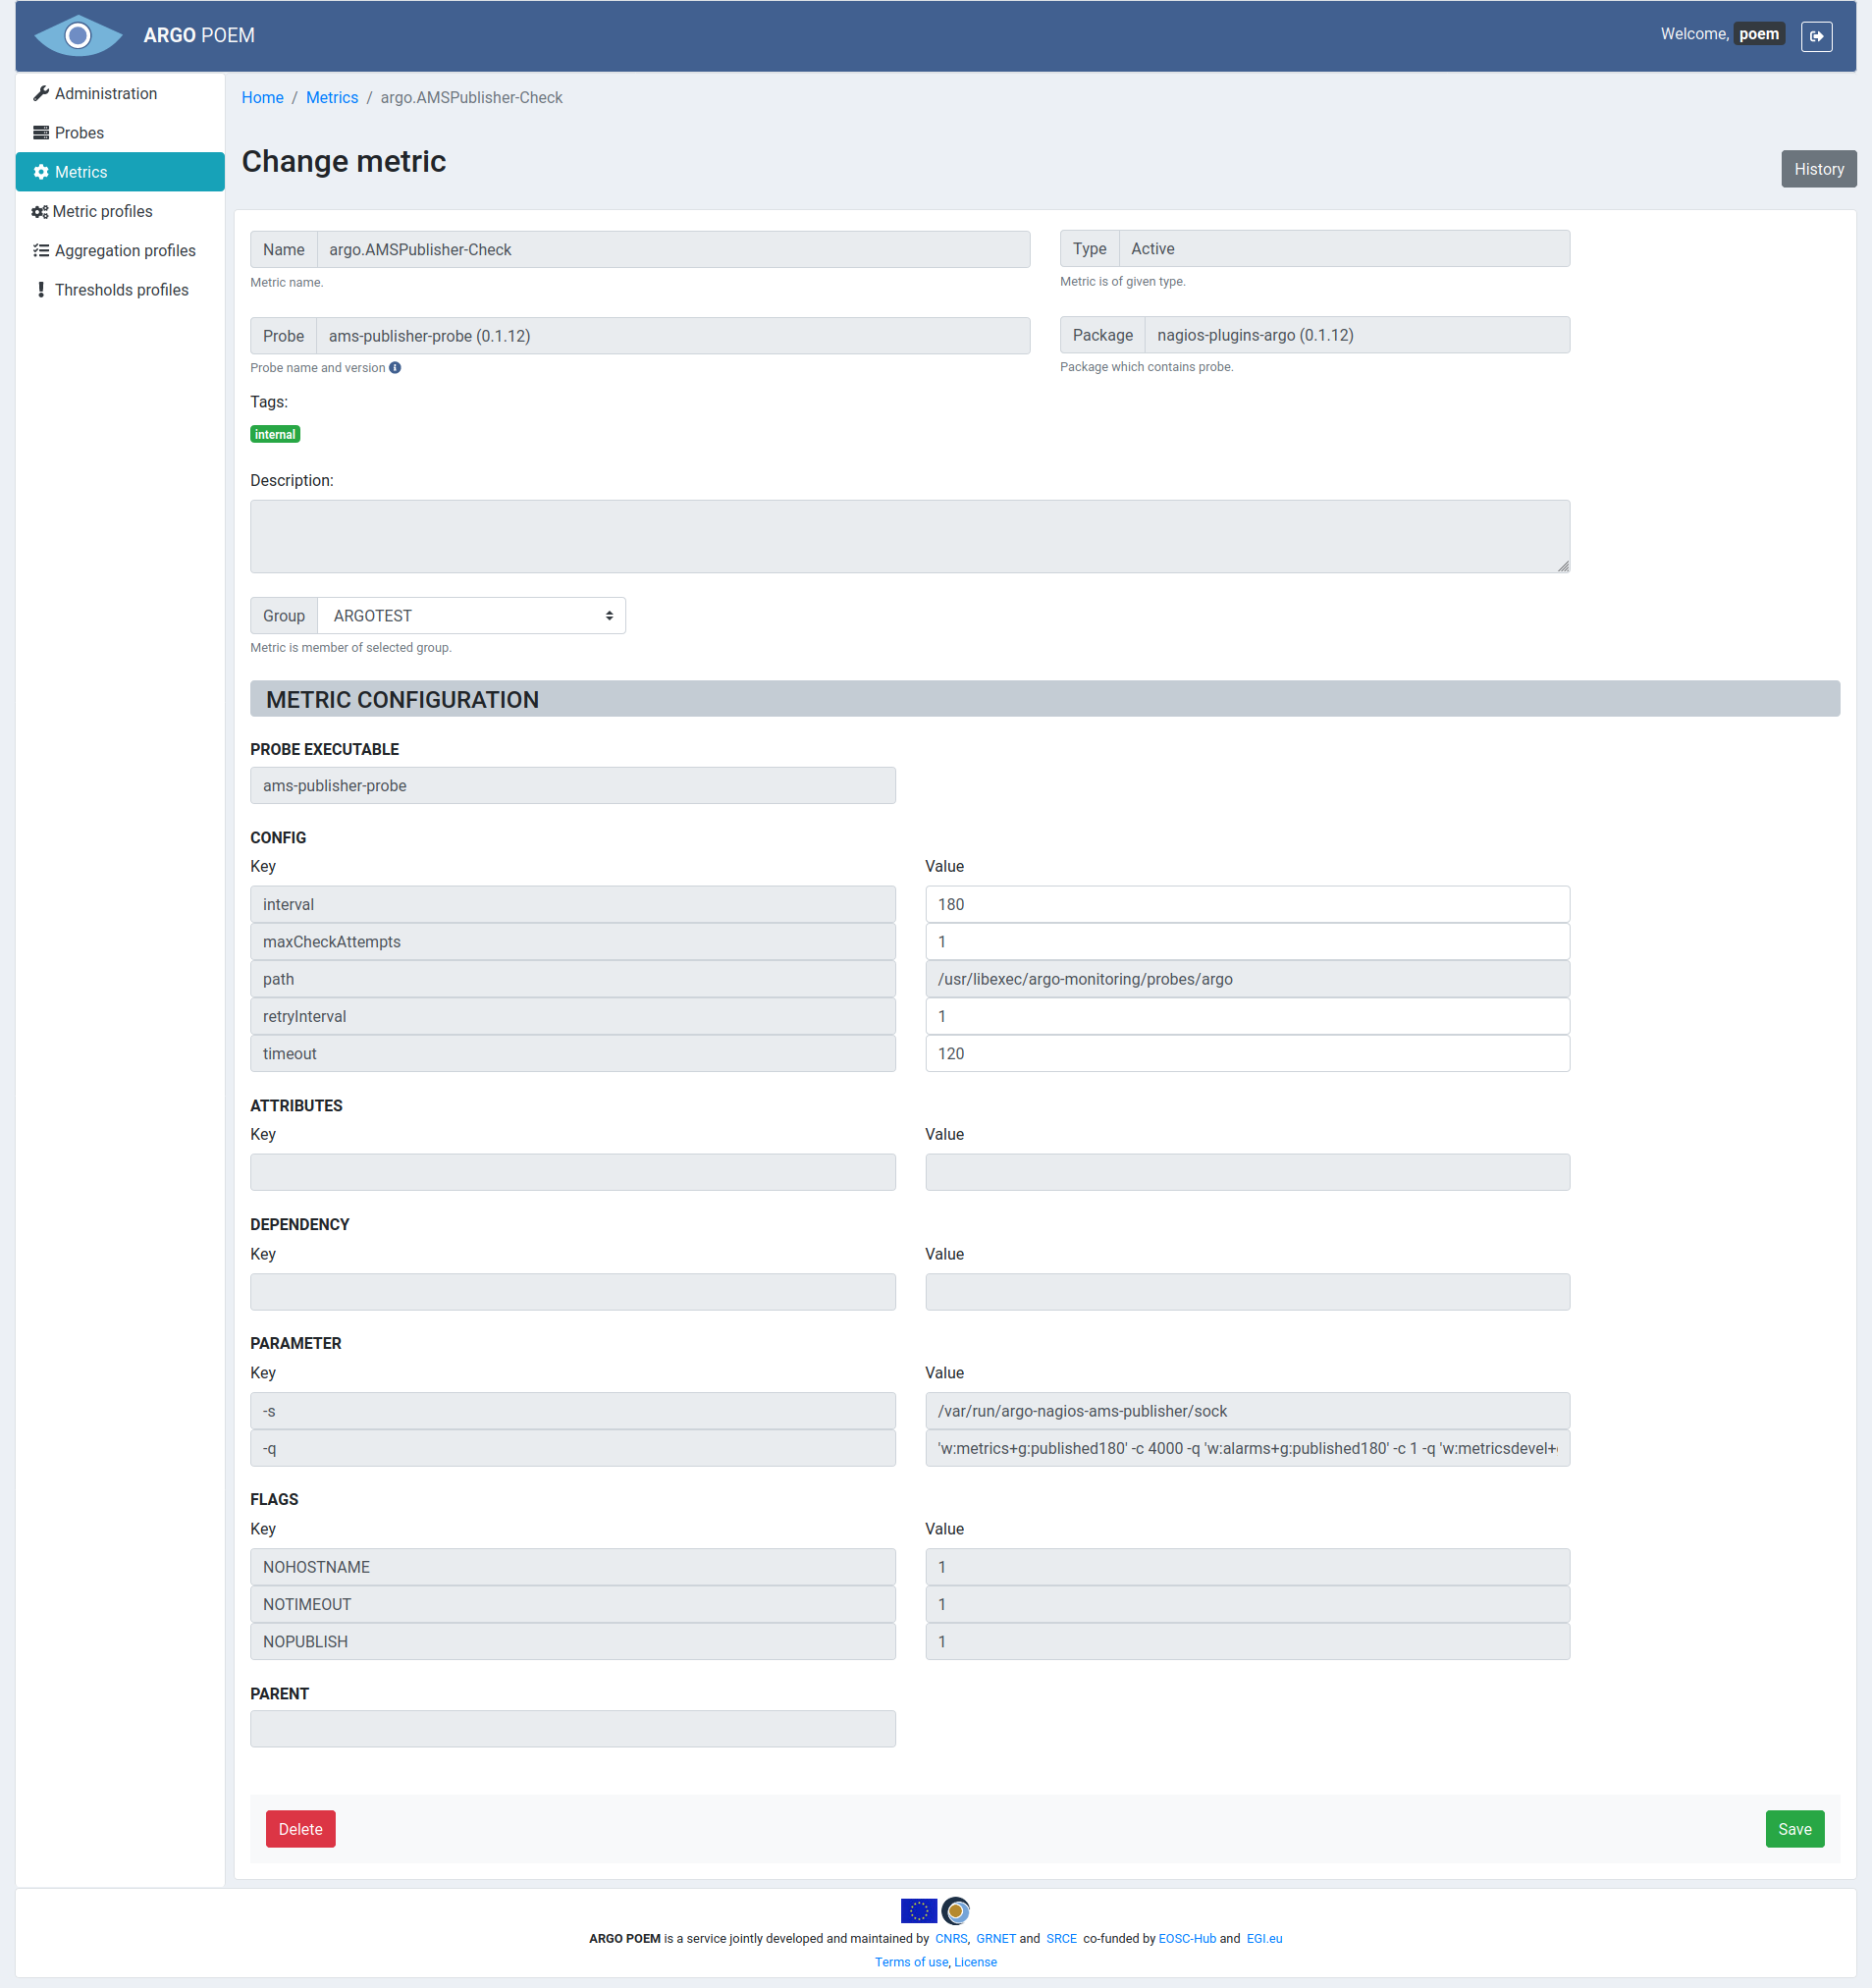 ARGO POEM
Welcome, poem
Administration
Probes
Metrics
Metric profiles
Aggregation profiles
Thresholds profiles
Home / Metrics / argo.AMSPublisher-Check
Change metric
History
Name argo.AMSPublisher-Check
Type Active
Metric name.
Metric is of given type.
Probe ams-publisher-probe (0.1.12)
Package nagios-plugins-argo (0.1.12)
Probe name and version
Package which contains probe.
Tags:
internal
Description:
Group ARGOTEST
Metric is member of selected group.
METRIC CONFIGURATION
PROBE EXECUTABLE
ams-publisher-probe
CONFIG
Key Value
interval 180
maxCheckAttempts 1
path /usr/libexec/argo-monitoring/probes/argo
retryInterval 1
timeout 120
ATTRIBUTES
Key Value
DEPENDENCY
Key Value
PARAMETER
Key Value
-s /var/run/argo-nagios-ams-publisher/sock
-q 'w:metrics+g:published180' -c 4000 -q 'w:alarms+g:published180' -c 1 -q 'w:metricsdevel+
FLAGS
Key Value
NOHOSTNAME 1
NOTIMEOUT 1
NOPUBLISH 1
PARENT
Delete
Save
ARGO POEM is a service jointly developed and maintained by CNRS, GRNET and SRCE co-funded by EOSC-Hub and EGI.eu
Terms of use, License